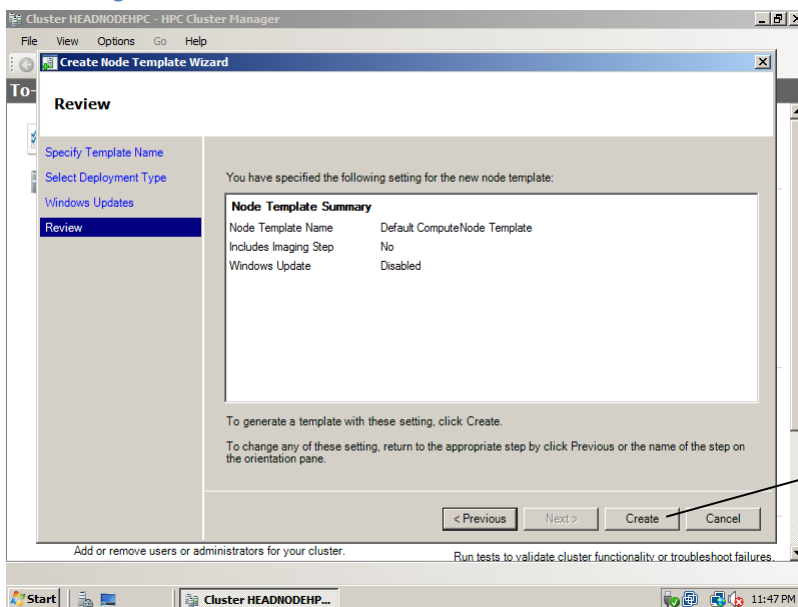 Cluster HEADNODEHPC - HPC Cluster Manager
File View Options Go Help
Create Node Template Wizard
To-
Review
Specify Template Name
Select Deployment Type
Windows Updates
Review
You have specified the following setting for the new node template:
Node Template Summary
Node Template Name Default ComputeNode Template
Includes Imaging Step No
Windows Update Disabled
To generate a template with these setting, click Create.
To change any of these setting, return to the appropriate step by click Previous or the name of the step on
the orientation pane.
< Previous Next > Create Cancel
Add or remove users or administrators for your cluster.
Run tests to validate cluster functionality or troubleshoot failures.
Start Cluster HEADNODEHP... 11:47 PM